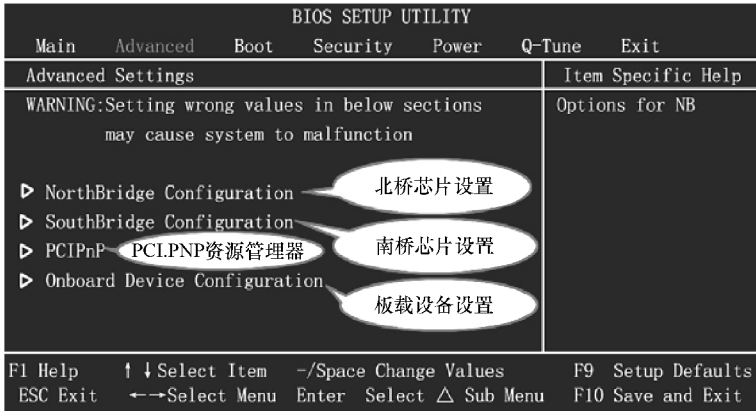 BIOS SETUP UTILITY
Main Advanced Boot Security Power Q-Tune Exit
Advanced Settings
Item Specific Help
WARNING:Setting wrong values in below sections
may cause system to malfunction
Options for NB
▷ NorthBridge Configuration
北桥芯片设置
▷ SouthBridge Configuration
南桥芯片设置
▷ PCIPnP
PCI.PNP资源管理器
▷ Onboard Device Configuration
板载设备设置
F1 Help ↑↓Select Item -/Space Change Values F9 Setup Defaults
ESC Exit ←→Select Menu Enter Select △ Sub Menu F10 Save and Exit